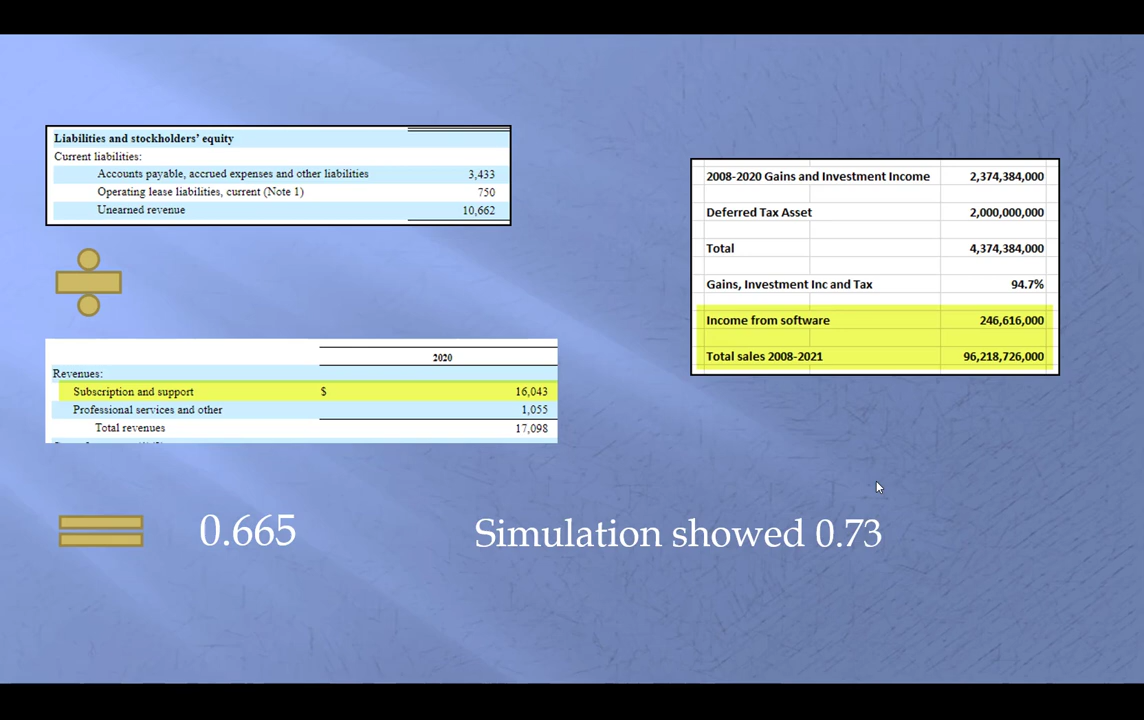 Liabilities and stockholders’ equity
Current liabilities:
Accounts payable, accrued expenses and other liabilities 3,433
Operating lease liabilities, current (Note 1) 750
Unearned revenue 10,662
2020
Revenues:
Subscription and support $ 16,043
Professional services and other 1,055
Total revenues 17,098
0.665
2008-2020 Gains and Investment Income 2,374,384,000
Deferred Tax Asset 2,000,000,000
Total 4,374,384,000
Gains, Investment Inc and Tax 94.7%
Income from software 246,616,000
Total sales 2008-2021 96,218,726,000
Simulation showed 0.73